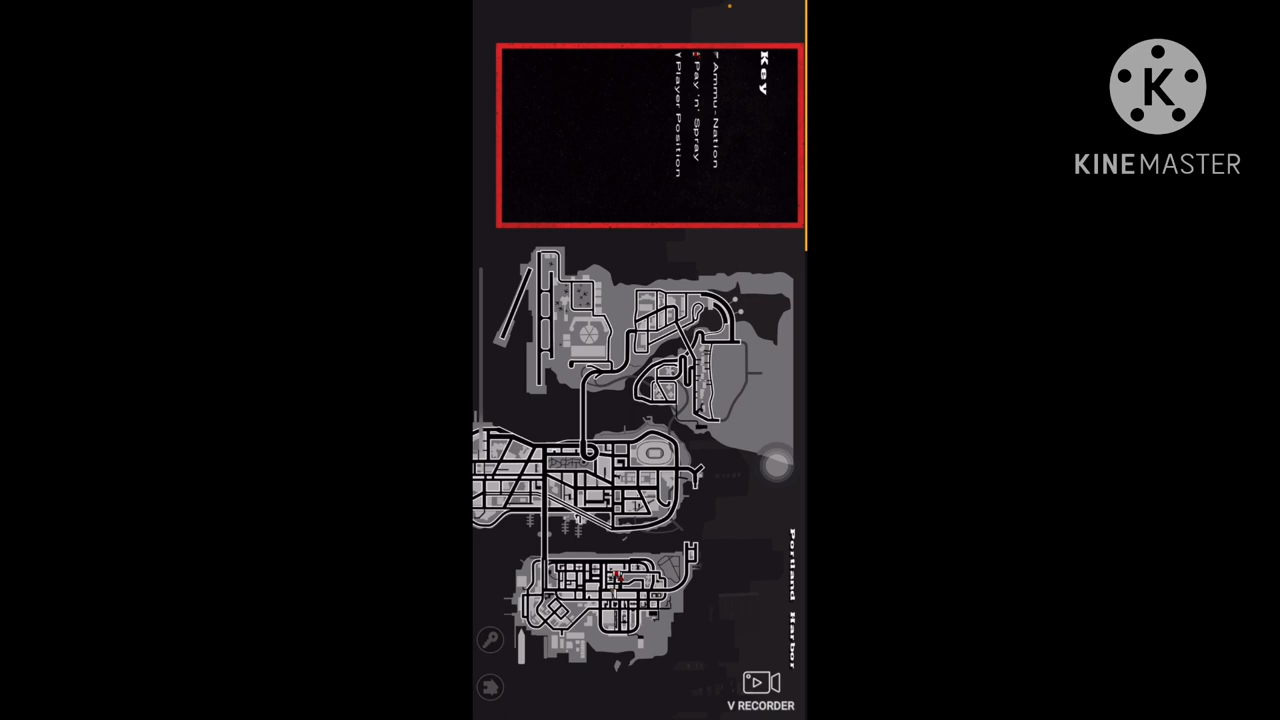 Key
Ammu-Nation
Pay 'n' Spray
Player Position
Portland Harbor
V RECORDER
K
KINEMASTER